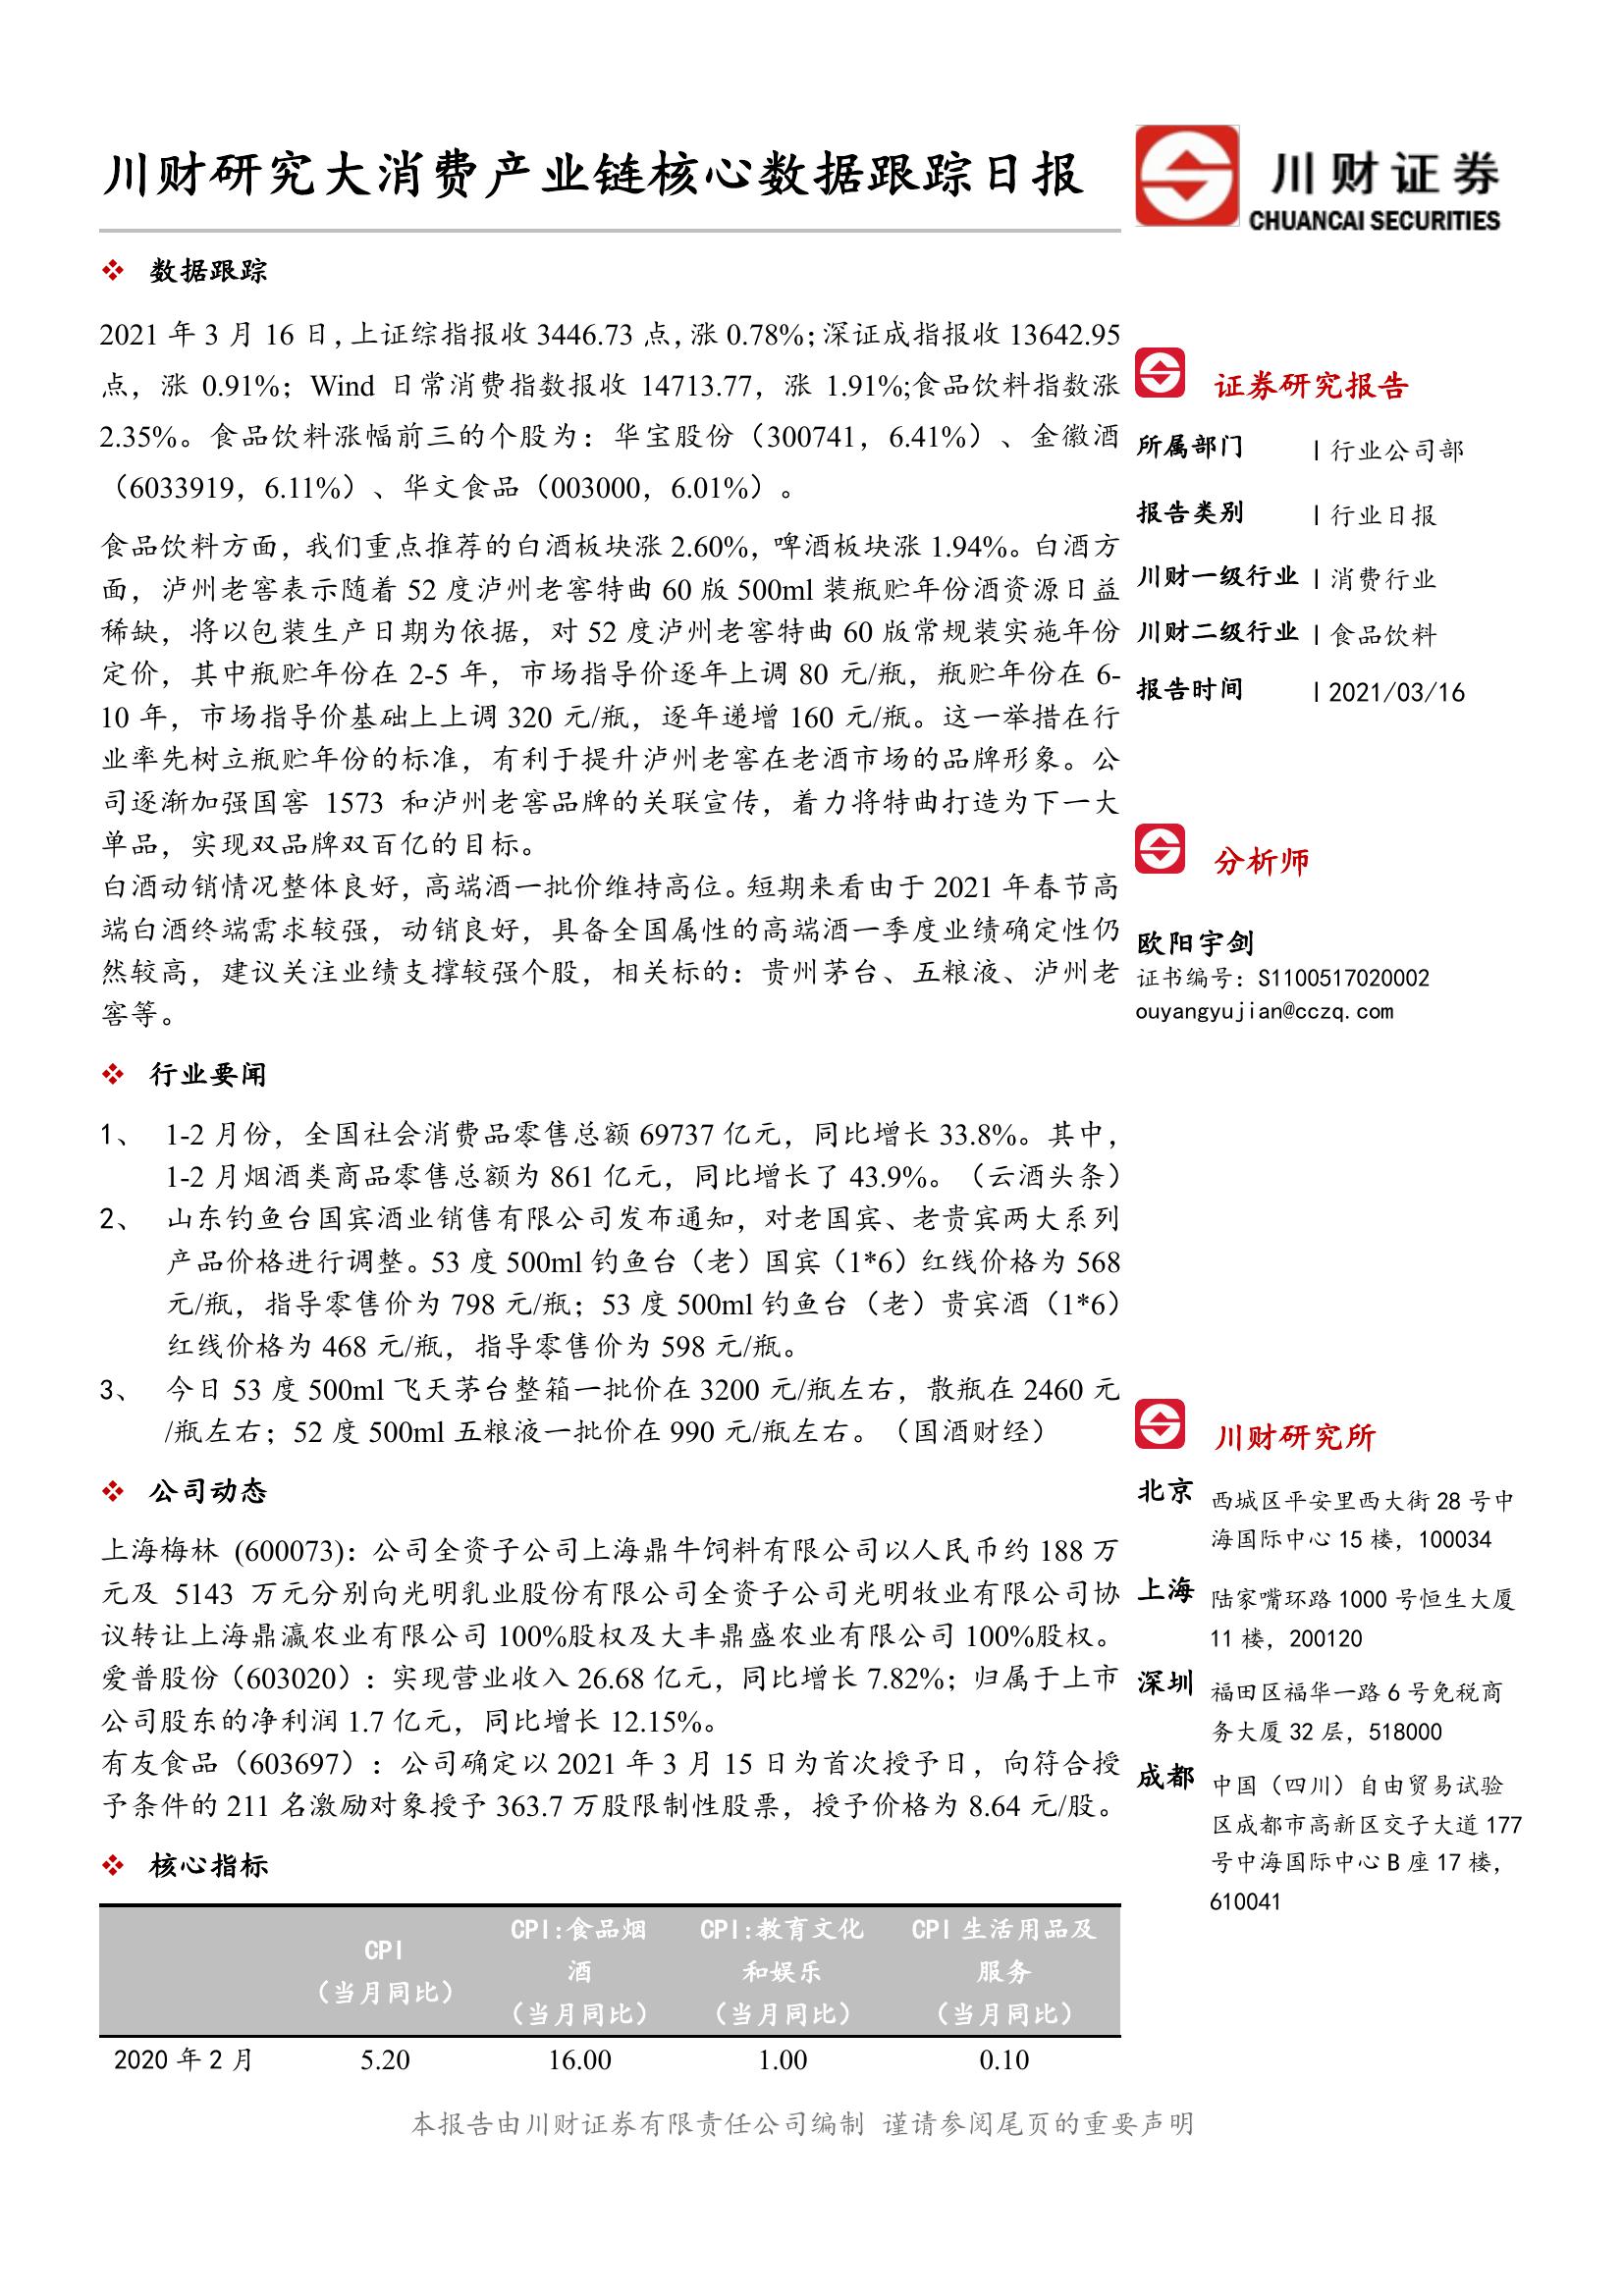 川财研究大消费产业链核心数据跟踪日报
川财证券
CHUANCAI SECURITIES
❖ 数据跟踪
2021 年 3 月 16 日,上证综指报收 3446.73 点,涨 0.78%;深证成指报收 13642.95
点，涨 0.91%；Wind 日常消费指数报收 14713.77，涨 1.91%;食品饮料指数涨
2.35%。食品饮料涨幅前三的个股为：华宝股份（300741，6.41%）、金徽酒
（6033919，6.11%）、华文食品（003000，6.01%）。
食品饮料方面，我们重点推荐的白酒板块涨 2.60%，啤酒板块涨 1.94%。白酒方
面，泸州老窖表示随着 52 度泸州老窖特曲 60 版 500ml 装瓶贮年份酒资源日益
稀缺，将以包装生产日期为依据，对 52 度泸州老窖特曲 60 版常规装实施年份
定价，其中瓶贮年份在 2-5 年，市场指导价逐年上调 80 元/瓶，瓶贮年份在 6-
10 年，市场指导价基础上上调 320 元/瓶，逐年递增 160 元/瓶。这一举措在行
业率先树立瓶贮年份的标准，有利于提升泸州老窖在老酒市场的品牌形象。公
司逐渐加强国窖 1573 和泸州老窖品牌的关联宣传，着力将特曲打造为下一大
单品，实现双品牌双百亿的目标。
白酒动销情况整体良好，高端酒一批价维持高位。短期来看由于 2021 年春节高
端白酒终端需求较强，动销良好，具备全国属性的高端酒一季度业绩确定性仍
然较高，建议关注业绩支撑较强个股，相关标的：贵州茅台、五粮液、泸州老
窖等。
❖ 行业要闻
1、 1-2 月份，全国社会消费品零售总额 69737 亿元，同比增长 33.8%。其中，
1-2 月烟酒类商品零售总额为 861 亿元，同比增长了 43.9%。（云酒头条）
2、 山东钓鱼台国宾酒业销售有限公司发布通知，对老国宾、老贵宾两大系列
产品价格进行调整。53 度 500ml 钓鱼台（老）国宾（1*6）红线价格为 568
元/瓶，指导零售价为 798 元/瓶；53 度 500ml 钓鱼台（老）贵宾酒（1*6）
红线价格为 468 元/瓶，指导零售价为 598 元/瓶。
3、 今日 53 度 500ml 飞天茅台整箱一批价在 3200 元/瓶左右，散瓶在 2460 元
/瓶左右；52 度 500ml 五粮液一批价在 990 元/瓶左右。（国酒财经）
❖ 公司动态
上海梅林 (600073)：公司全资子公司上海鼎牛饲料有限公司以人民币约 188 万
元及 5143 万元分别向光明乳业股份有限公司全资子公司光明牧业有限公司协
议转让上海鼎瀛农业有限公司 100%股权及大丰鼎盛农业有限公司 100%股权。
爱普股份（603020）：实现营业收入 26.68 亿元，同比增长 7.82%；归属于上市
公司股东的净利润 1.7 亿元，同比增长 12.15%。
有友食品（603697）：公司确定以 2021 年 3 月 15 日为首次授予日，向符合授
予条件的 211 名激励对象授予 363.7 万股限制性股票，授予价格为 8.64 元/股。
❖ 核心指标
CPI （当月同比） CPI:食品烟酒 （当月同比） CPI:教育文化和娱乐 （当月同比） CPI 生活用品及服务 （当月同比）
2020 年 2 月 5.20 16.00 1.00 0.10
证券研究报告
所属部门 | 行业公司部
报告类别 | 行业日报
川财一级行业 | 消费行业
川财二级行业 | 食品饮料
报告时间 | 2021/03/16
分析师
欧阳宇剑
证书编号：S1100517020002
ouyangyujian@cczq.com
川财研究所
北京 西城区平安里西大街 28 号中
海国际中心 15 楼，100034
上海 陆家嘴环路 1000 号恒生大厦
11 楼，200120
深圳 福田区福华一路 6 号免税商
务大厦 32 层，518000
成都 中国（四川）自由贸易试验
区成都市高新区交子大道 177
号中海国际中心 B 座 17 楼，
610041
本报告由川财证券有限责任公司编制 谨请参阅尾页的重要声明